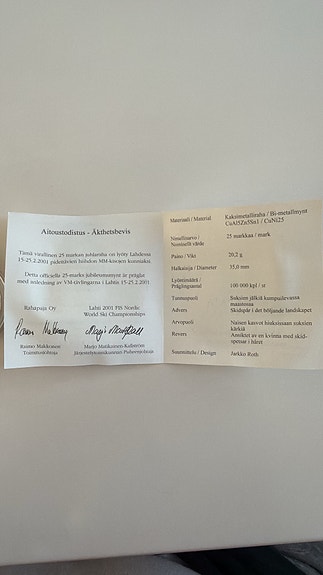 Aitoustodistus - Äkthetsbevis
Tämä virallinen 25 markan juhlaraha on lyöty Lahdessa
15-25.2.2001 pidettävien hiihdon MM-kisojen kunniaksi.
Detta officiella 25-marks jubileumsmynt är präglat
med anledning av VM-tävlingarna i Lahtis 15-25.2.2001
Rahapaja Oy
Raimo Makkonen
Toimitusjohtaja
Lahti 2001 FIS Nordic
World Ski Championships
Marjo Matikainen-Kallström
Järjestelytoimikunnan Puheenjohtaja
Materiaali / Material
Kaksimetalliraha / Bi-metallmynt
CuAl5Zn5Sn1 / CuNi25
Nimellisarvo /
Nominellt värde
25 markkaa / mark
Paino / Vikt
20,2 g
Halkaisija / Diameter
35,0 mm
Lyöntimäärä /
Präglingsantal
100 000 kpl / st
Tunnuspuoli
Advers
Suksien jälkiä kumpuilevassa
maastossa
Skidspår i det böljande landskapet
Arvopuoli
Revers
Naisen kasvot hiuksissaan suksien
kärkiä
Ansiktet av en kvinna med skid-
spetsar i håret
Suunnittelu / Design
Jarkko Roth